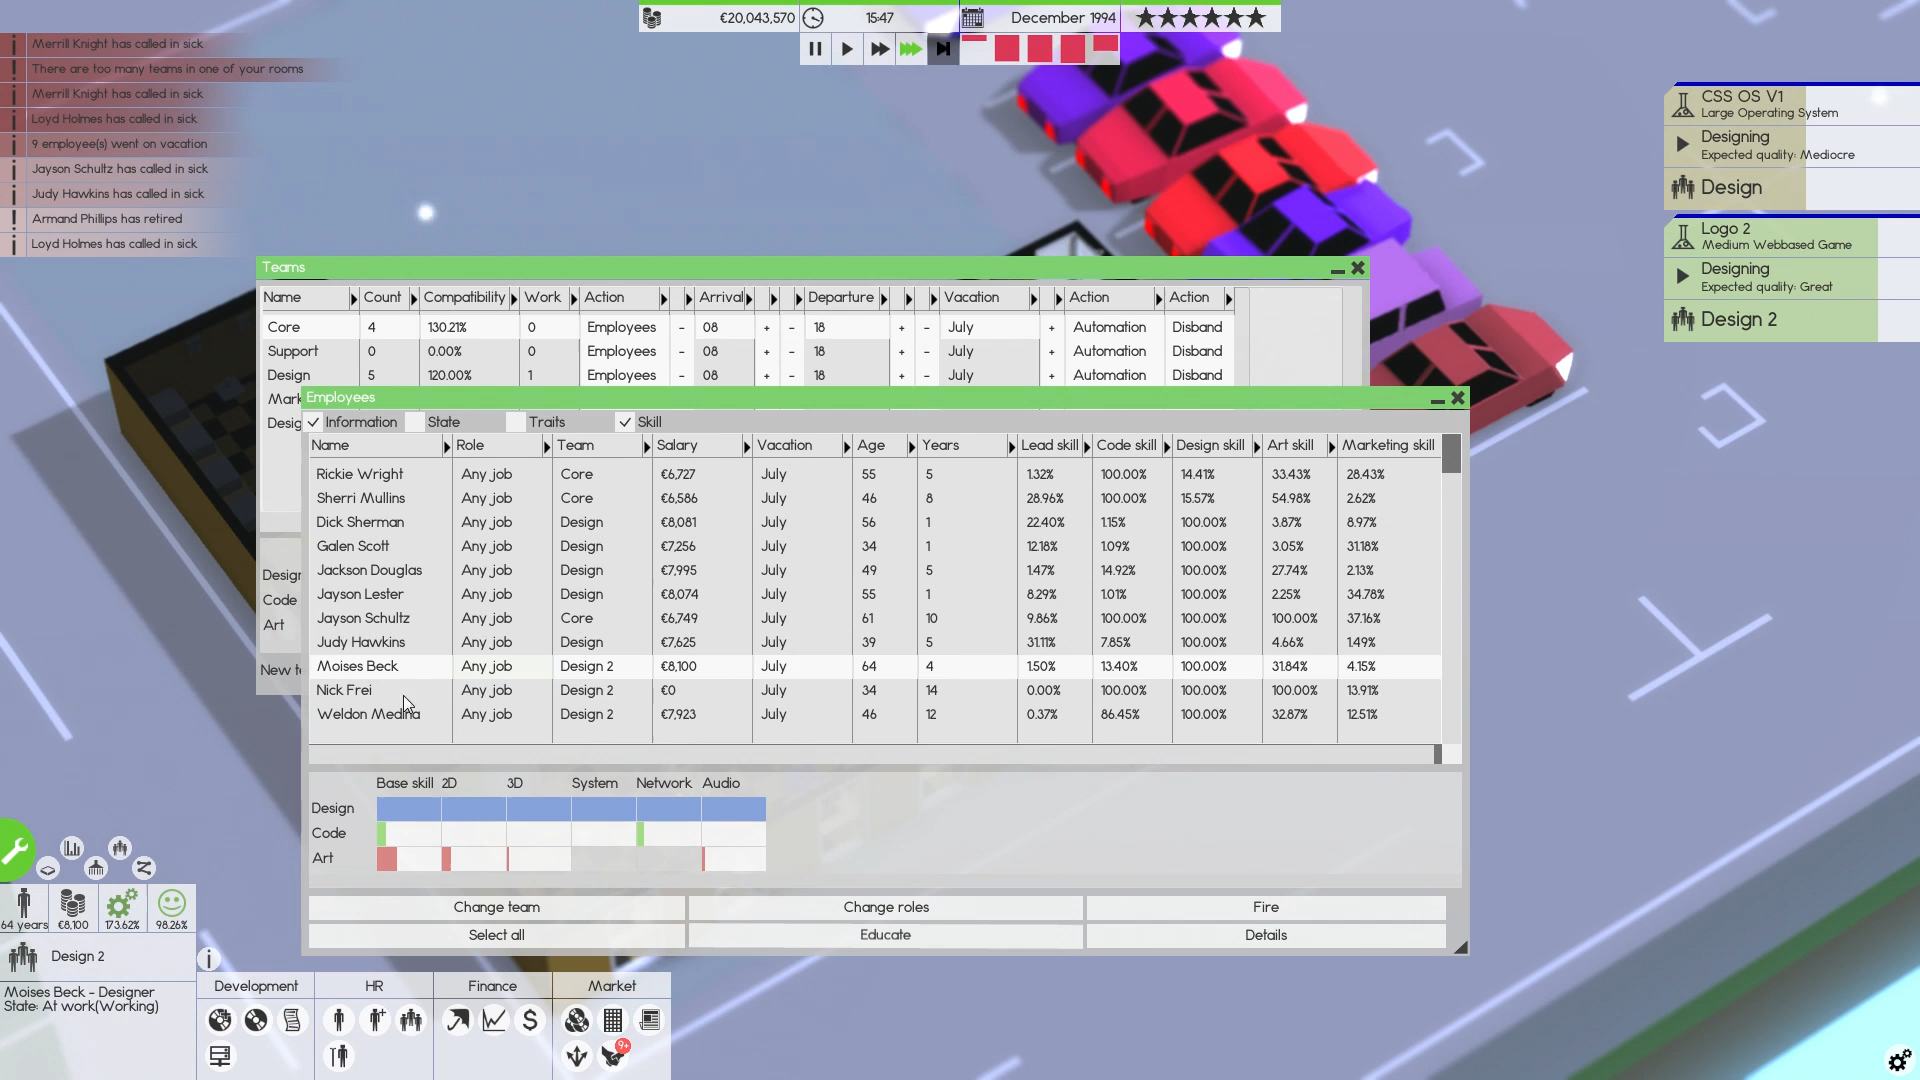 €20,043,570 15:47 December 1994
Merrill Knight has called in sick
There are too many teams in one of your rooms
Merrill Knight has called in sick
Loyd Holmes has called in sick
9 employee(s) went on vacation
Jayson Schultz has called in sick
Judy Hawkins has called in sick
Armand Phillips has retired
Loyd Holmes has called in sick
CSS OS V1
Large Operating System
Designing
Expected quality: Mediocre
Design
Logo 2
Medium Webbased Game
Designing
Expected quality: Great
Design 2
Teams
Name Count Compatibility Work Action Arrival Departure Vacation Action Action
Core 4 130.21% 0 Employees - 08 + - 18 + - July + Automation Disband
Support 0 0.00% 0 Employees - 08 + - 18 + - July + Automation Disband
Design 5 120.00% 1 Employees - 08 + - 18 + - July + Automation Disband
Mark
Desig
Design
Code
Art
New te
Employees
Information State Traits Skill
Name Role Team Salary Vacation Age Years Lead skill Code skill Design skill Art skill Marketing skill
Rickie Wright Any job Core €6,727 July 55 5 1.32% 100.00% 14.41% 33.43% 28.43%
Sherri Mullins Any job Core €6,586 July 46 8 28.96% 100.00% 15.57% 54.98% 2.62%
Dick Sherman Any job Design €8,081 July 56 1 22.40% 1.15% 100.00% 3.87% 8.97%
Galen Scott Any job Design €7,256 July 34 1 12.18% 1.09% 100.00% 3.05% 31.18%
Jackson Douglas Any job Design €7,995 July 49 5 1.47% 14.92% 100.00% 27.74% 2.13%
Jayson Lester Any job Design €8,074 July 55 1 8.29% 1.01% 100.00% 2.25% 34.78%
Jayson Schultz Any job Core €6,749 July 61 10 9.86% 100.00% 100.00% 100.00% 37.16%
Judy Hawkins Any job Design €7,625 July 39 5 31.11% 7.85% 100.00% 4.66% 1.49%
Moises Beck Any job Design 2 €8,100 July 64 4 1.50% 13.40% 100.00% 31.84% 4.15%
Nick Frei Any job Design 2 €0 July 34 14 0.00% 100.00% 100.00% 100.00% 13.91%
Weldon Medina Any job Design 2 €7,923 July 46 12 0.37% 86.45% 100.00% 32.87% 12.51%
Base skill 2D 3D System Network Audio
Design
Code
Art
Change team Change roles Fire
Select all Educate Details
64 years €8,100 173.62% 98.26%
Design 2
Moises Beck - Designer
State: At work(Working)
Development HR Finance Market
9+